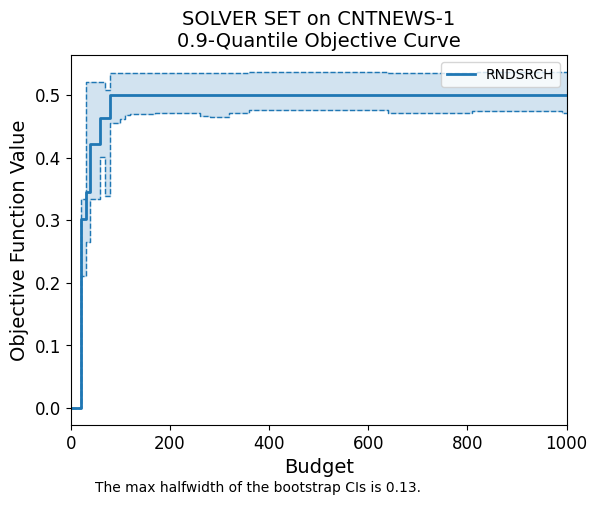 SOLVER SET on CNTNEWS-1
0.9-Quantile Objective Curve
RNDSRCH
Objective Function Value
0.5
0.4
0.3
0.2
0.1
0.0
0 200 400 600 800 1000
Budget
The max halfwidth of the bootstrap CIs is 0.13.